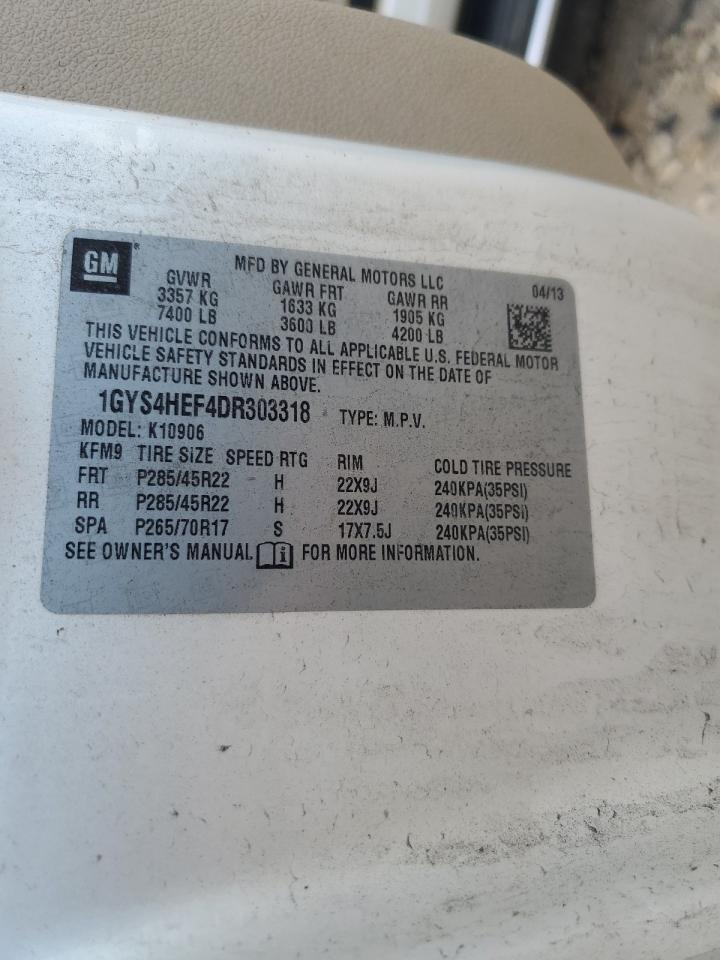 GM
MFD BY GENERAL MOTORS LLC 04/13
GVWR GAWR FRT GAWR RR
3357 KG 1633 KG 1905 KG
7400 LB 3600 LB 4200 LB
THIS VEHICLE CONFORMS TO ALL APPLICABLE U.S. FEDERAL MOTOR
VEHICLE SAFETY STANDARDS IN EFFECT ON THE DATE OF
MANUFACTURE SHOWN ABOVE.
1GYS4HEF4DR303318 TYPE: M.P.V.
MODEL: K10906
KFM9 TIRE SIZE SPEED RTG RIM COLD TIRE PRESSURE
FRT P285/45R22 H 22X9J 240KPA(35PSI)
RR P285/45R22 H 22X9J 240KPA(35PSI)
SPA P265/70R17 S 17X7.5J 240KPA(35PSI)
SEE OWNER'S MANUAL FOR MORE INFORMATION.